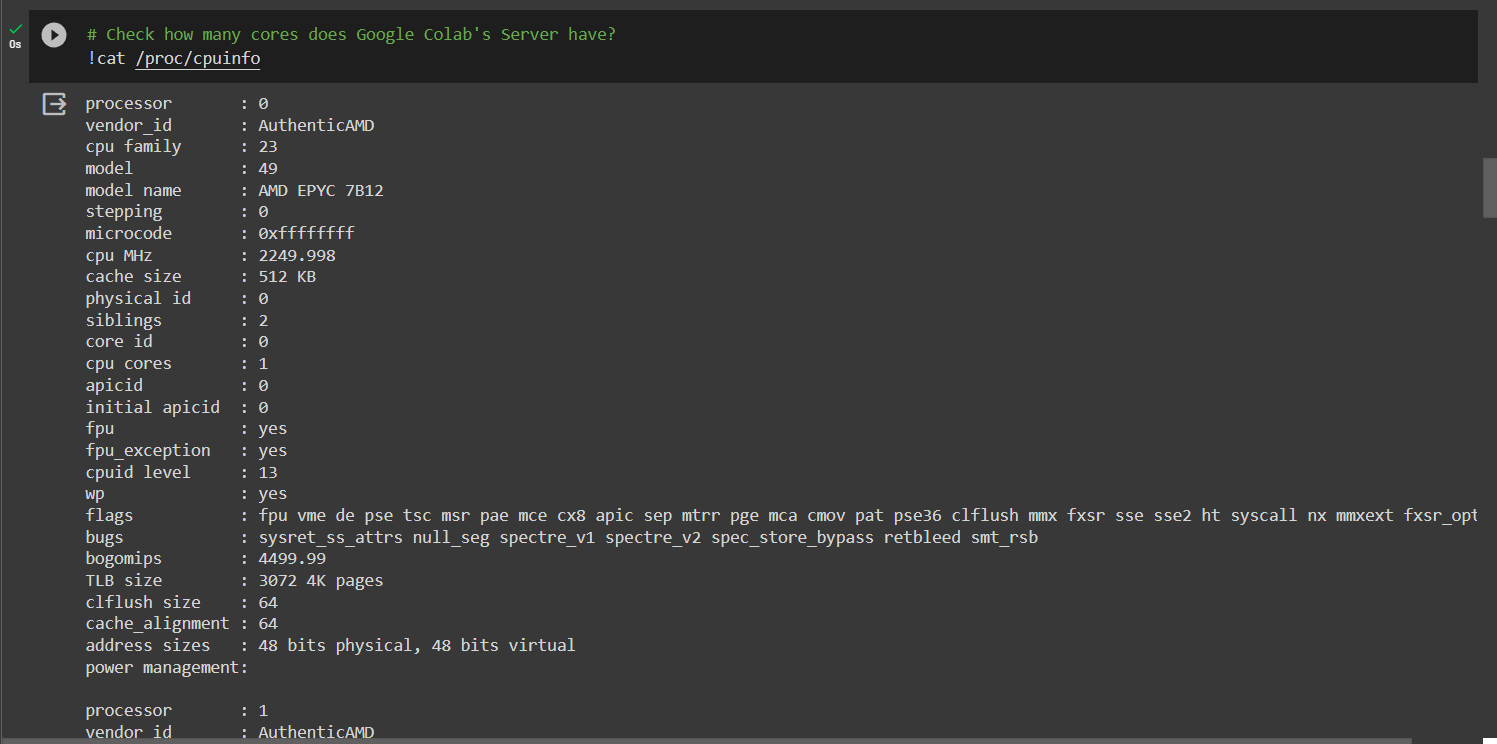 # Check how many cores does Google Colab's Server have?
0s
!cat /proc/cpuinfo
processor : 0
vendor_id : AuthenticAMD
cpu family : 23
model : 49
model name : AMD EPYC 7B12
stepping : 0
microcode : 0xffffffff
cpu MHz : 2249.998
cache size : 512 KB
physical id : 0
siblings : 2
core id : 0
cpu cores : 1
apicid : 0
initial apicid : 0
fpu : yes
fpu_exception : yes
cpuid level : 13
wp : yes
flags : fpu vme de pse tsc msr pae mce cx8 apic sep mtrr pge mca cmov pat pse36 clflush mmx fxsr sse sse2 ht syscall nx mmxext fxsr_opt
bugs : sysret_ss_attrs null_seg spectre_v1 spectre_v2 spec_store_bypass retbleed smt_rsb
bogomips : 4499.99
TLB size : 3072 4K pages
clflush size : 64
cache_alignment : 64
address sizes : 48 bits physical, 48 bits virtual
power management:
processor : 1
vendor_id : AuthenticAMD